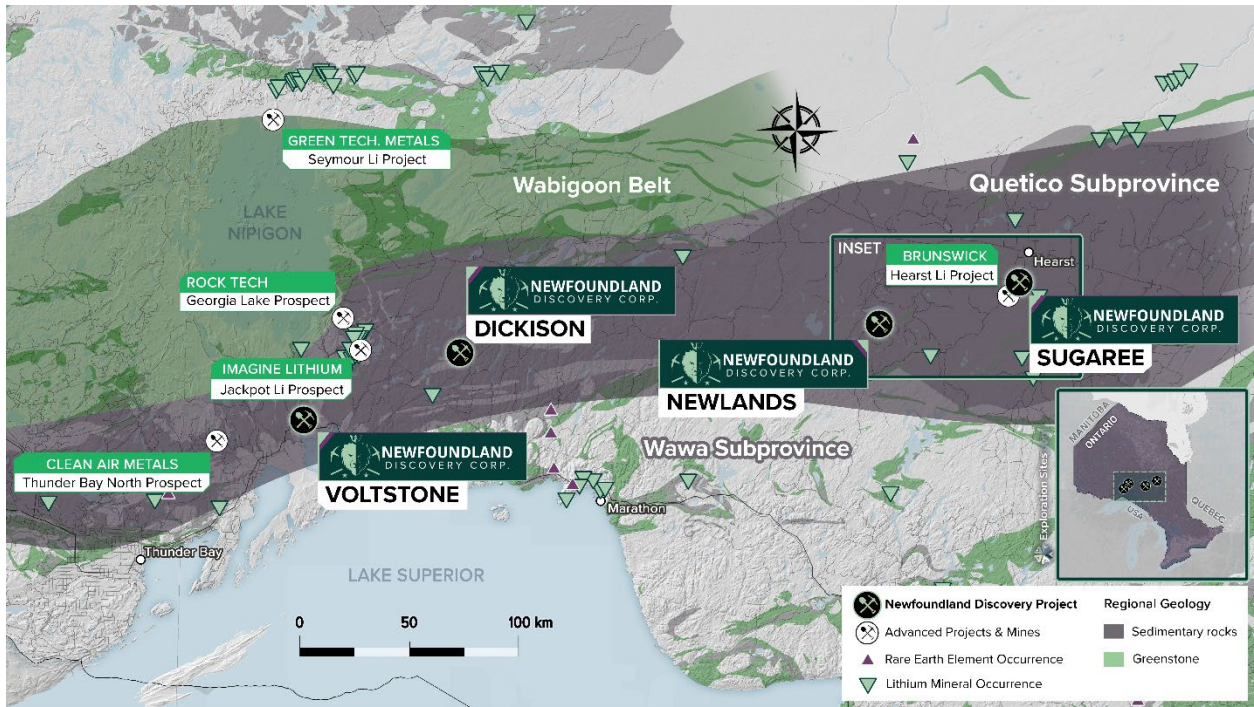 GREEN TECH. METALS
Seymour Li Project
Wabigoon Belt
Quetico Subprovince
LAKE
NIPIGON
INSET
BRUNSWICK
Hearst Li Project
Hearst
ROCK TECH
Georgia Lake Prospect
NEWFOUNDLAND
DISCOVERY CORP.
DICKISON
NEWFOUNDLAND
DISCOVERY CORP.
SUGAREE
IMAGINE LITHIUM
Jackpot Li Prospect
NEWFOUNDLAND
DISCOVERY CORP.
NEWLANDS
CLEAN AIR METALS
Thunder Bay North Prospect
NEWFOUNDLAND
DISCOVERY CORP.
VOLTSTONE
Wawa Subprovince
Marathon
Thunder Bay
LAKE SUPERIOR
0 50 100 km
Exploration Sites
MANITOBA
ONTARIO
QUEBEC
USA
Newfoundland Discovery Project
Advanced Projects & Mines
Rare Earth Element Occurrence
Lithium Mineral Occurrence
Regional Geology
Sedimentary rocks
Greenstone